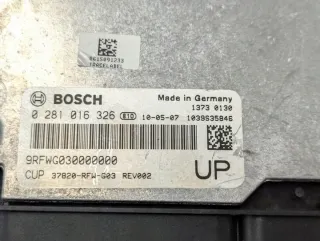 BOSCH
Made in Germany
1373 0130
0 281 016 326 E10 10-05-07 1039S35846
9RFWG030000000
UP
CUP 37820-RFW-G03 REV002